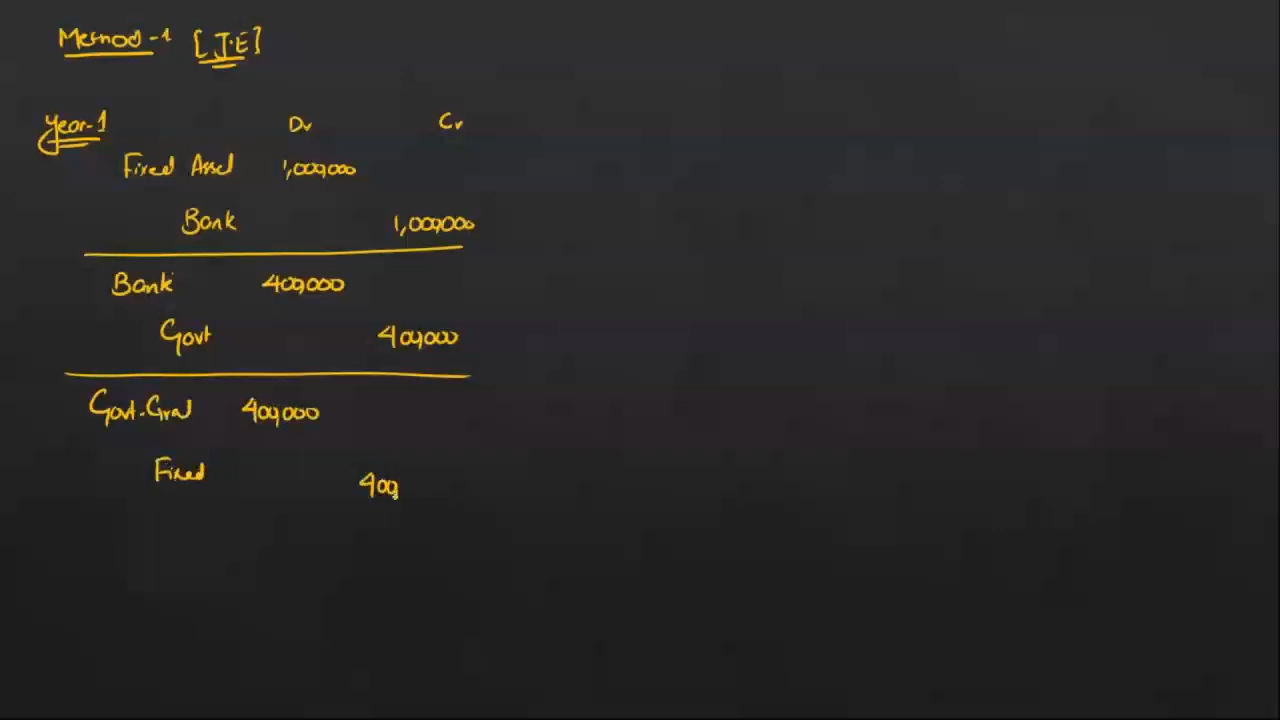 Method-1 [J.E]
Year-1 Dr Cr
Fixed Asset 1,000,000
Bank 1,000,000
Bank 400,000
Govt 400,000
Govt.Grat 400,000
Fixed 400,